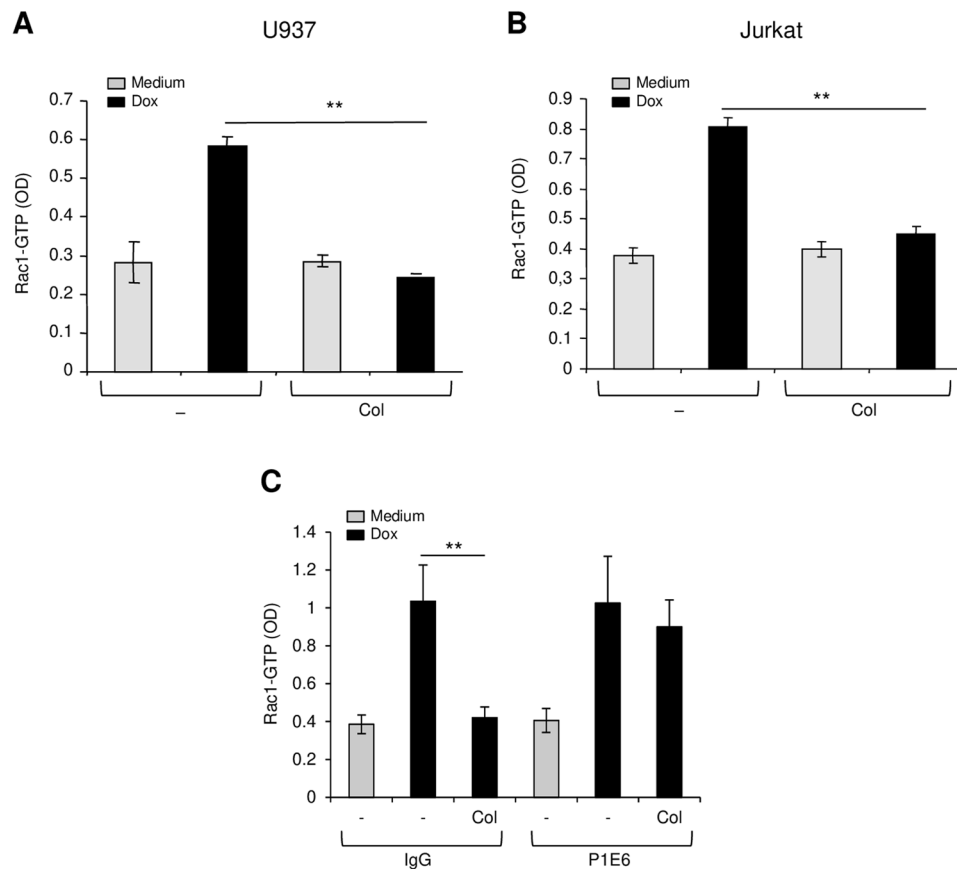 A
U937
Medium
Dox
**
0.7
0.6
0.5
0.4
0.3
0.2
0.1
0
Rac1-GTP (OD)
–
Col
B
Jurkat
Medium
Dox
**
0.9
0.8
0.7
0.6
0.5
0.4
0.3
0.2
0.1
0
Rac1-GTP (OD)
–
Col
C
Medium
Dox
**
1.4
1.2
1
0.8
0.6
0.4
0.2
0
Rac1-GTP (OD)
- - Col - - Col
IgG P1E6